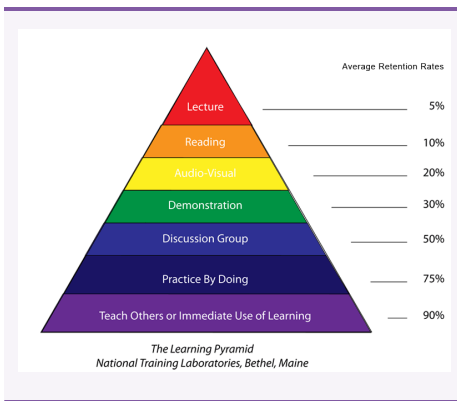 Average Retention Rates
Lecture 5%
Reading 10%
Audio-Visual 20%
Demonstration 30%
Discussion Group 50%
Practice By Doing 75%
Teach Others or Immediate Use of Learning 90%
The Learning Pyramid
National Training Laboratories, Bethel, Maine